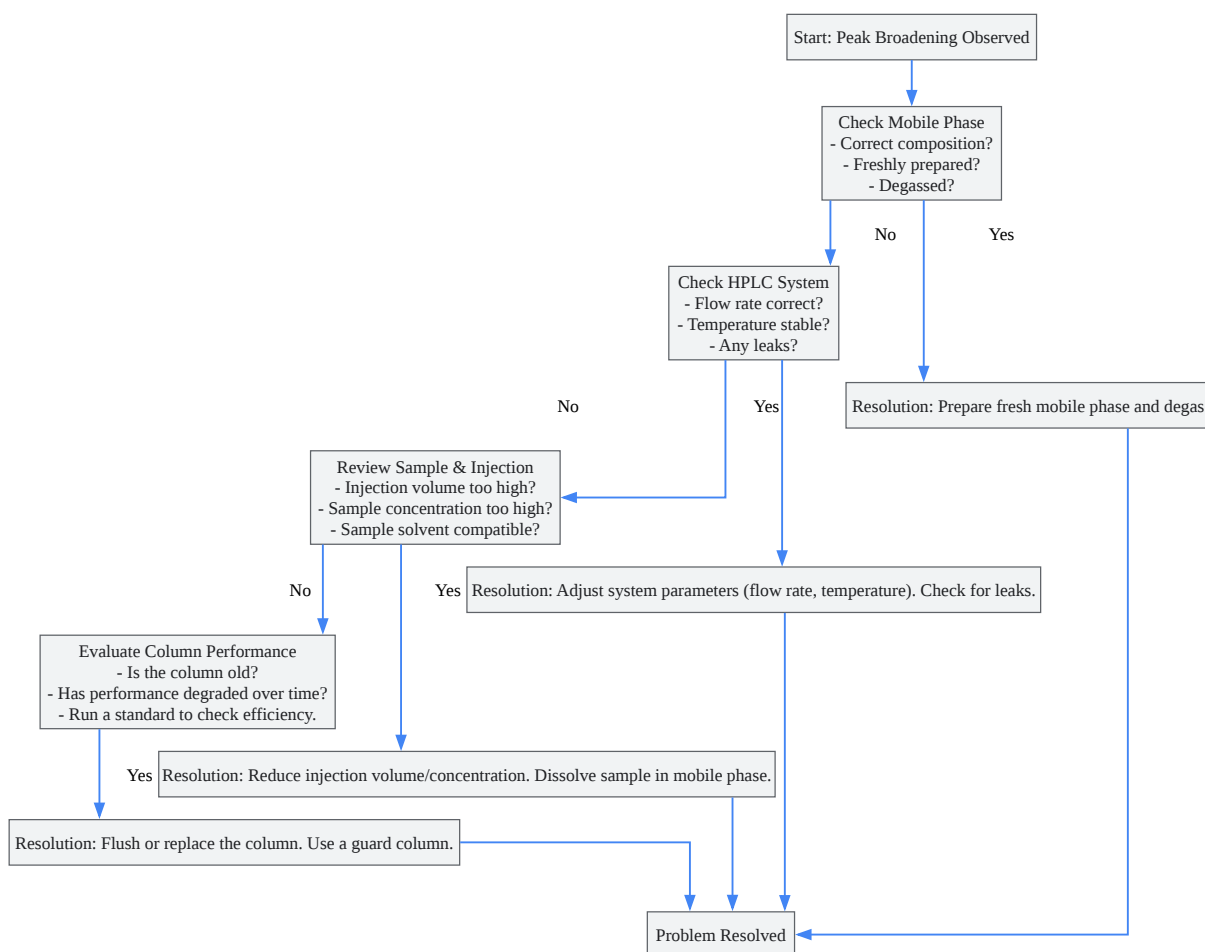 Start: Peak Broadening Observed
Check Mobile Phase
- Correct composition?
- Freshly prepared?
- Degassed?
No
Yes
Check HPLC System
- Flow rate correct?
- Temperature stable?
- Any leaks?
No
Yes
Resolution: Prepare fresh mobile phase and degas
Review Sample & Injection
- Injection volume too high?
- Sample concentration too high?
- Sample solvent compatible?
No
Yes
Resolution: Adjust system parameters (flow rate, temperature). Check for leaks.
Evaluate Column Performance
- Is the column old?
- Has performance degraded over time?
- Run a standard to check efficiency.
Yes
Resolution: Reduce injection volume/concentration. Dissolve sample in mobile phase.
Resolution: Flush or replace the column. Use a guard column.
Problem Resolved